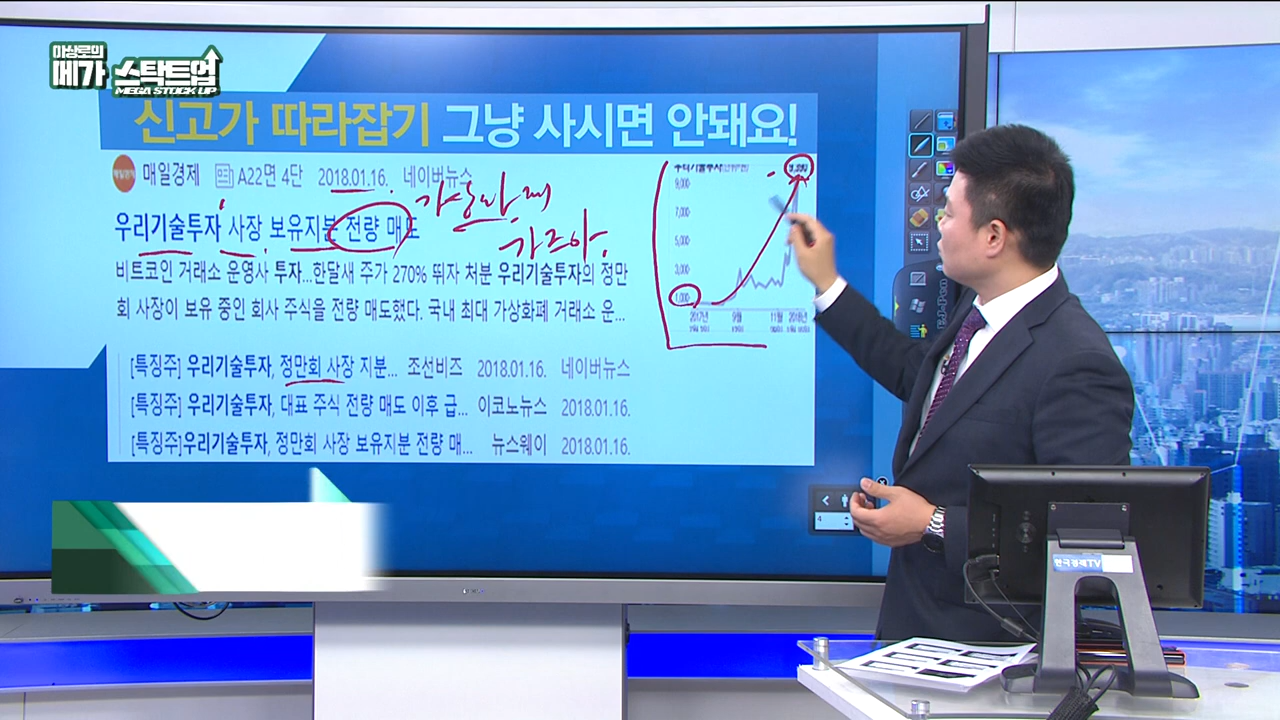 마상로의
메가 스탁트업
MEGA STOCK UP
신고가 따라잡기 그냥 사시면 안돼요!
매일경제 A22면 4단 2018.01.16. 네이버뉴스
우리기술투자 사장 보유지분 전량 매도
비트코인 거래소 운영사 투자...한달새 주가 270% 뛰자 처분 우리기술투자의 정만
회 사장이 보유 중인 회사 주식을 전량 매도했다. 국내 최대 가상화폐 거래소 운...
[특징주] 우리기술투자, 정만회 사장 지분... 조선비즈 2018.01.16. 네이버뉴스
[특징주] 우리기술투자, 대표 주식 전량 매도 이후 급... 이코노뉴스 2018.01.16.
[특징주]우리기술투자, 정만회 사장 보유지분 전량 매... 뉴스웨이 2018.01.16.
우리기술투자
9,000
7,000
5,000
3,000
1,000
2017년 9월 11월 2018년
4
한국경제TV